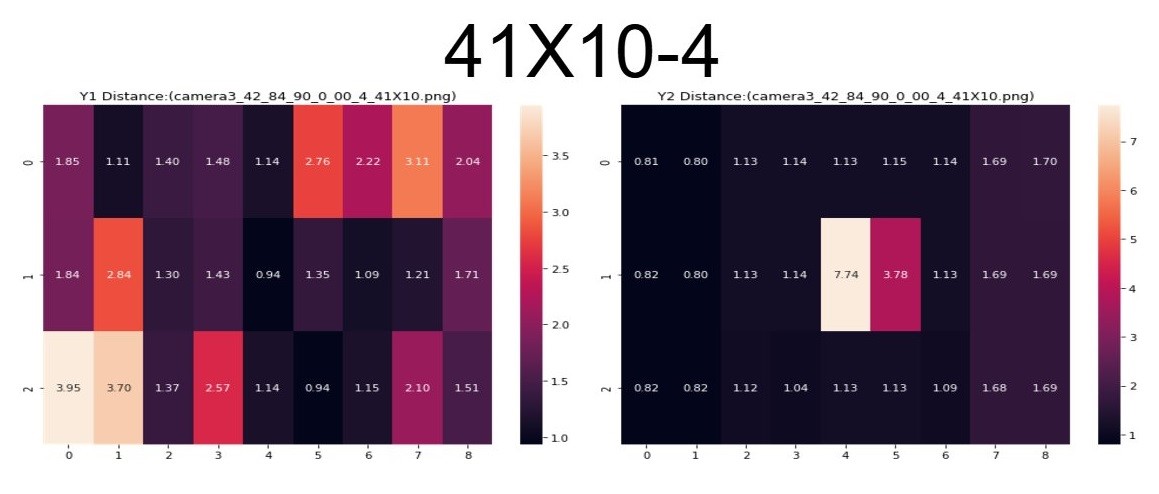 41X10-4
Y1 Distance:(camera3_42_84_90_0_00_4_41X10.png)
0 1.85 1.11 1.40 1.48 1.14 2.76 2.22 3.11 2.04
1 1.84 2.84 1.30 1.43 0.94 1.35 1.09 1.21 1.71
2 3.95 3.70 1.37 2.57 1.14 0.94 1.15 2.10 1.51
0 1 2 3 4 5 6 7 8
3.5
3.0
2.5
2.0
1.5
1.0
Y2 Distance:(camera3_42_84_90_0_00_4_41X10.png)
0 0.81 0.80 1.13 1.14 1.13 1.15 1.14 1.69 1.70
1 0.82 0.80 1.13 1.14 7.74 3.78 1.13 1.69 1.69
2 0.82 0.82 1.12 1.04 1.13 1.13 1.09 1.68 1.69
0 1 2 3 4 5 6 7 8
7
6
5
4
3
2
1